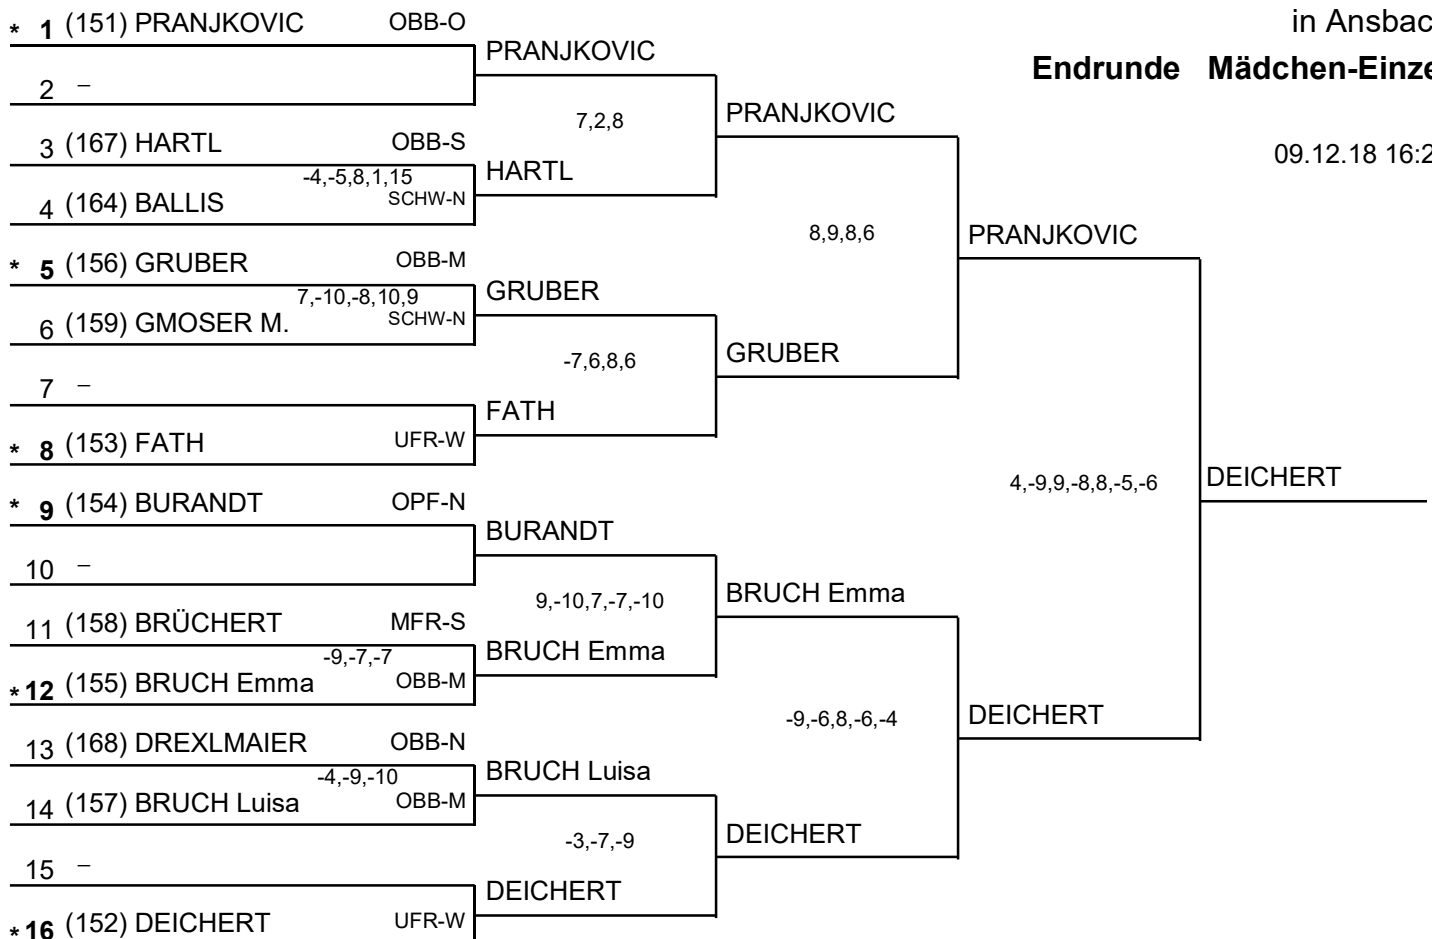 in Ansbac
Endrunde Mädchen-Einze
09.12.18 16:2
* 1 (151) PRANJKOVIC OBB-O
2 –
3 (167) HARTL OBB-S
-4,-5,8,1,15
4 (164) BALLIS SCHW-N
* 5 (156) GRUBER OBB-M
7,-10,-8,10,9
6 (159) GMOSER M. SCHW-N
7 –
* 8 (153) FATH UFR-W
* 9 (154) BURANDT OPF-N
10 –
11 (158) BRÜCHERT MFR-S
-9,-7,-7
* 12 (155) BRUCH Emma OBB-M
13 (168) DREXLMAIER OBB-N
-4,-9,-10
14 (157) BRUCH Luisa OBB-M
15 –
* 16 (152) DEICHERT UFR-W
PRANJKOVIC
7,2,8
HARTL
GRUBER
-7,6,8,6
FATH
BURANDT
9,-10,7,-7,-10
BRUCH Emma
BRUCH Luisa
-3,-7,-9
DEICHERT
PRANJKOVIC
8,9,8,6
GRUBER
BRUCH Emma
-9,-6,8,-6,-4
DEICHERT
PRANJKOVIC
4,-9,9,-8,8,-5,-6
DEICHERT
DEICHERT